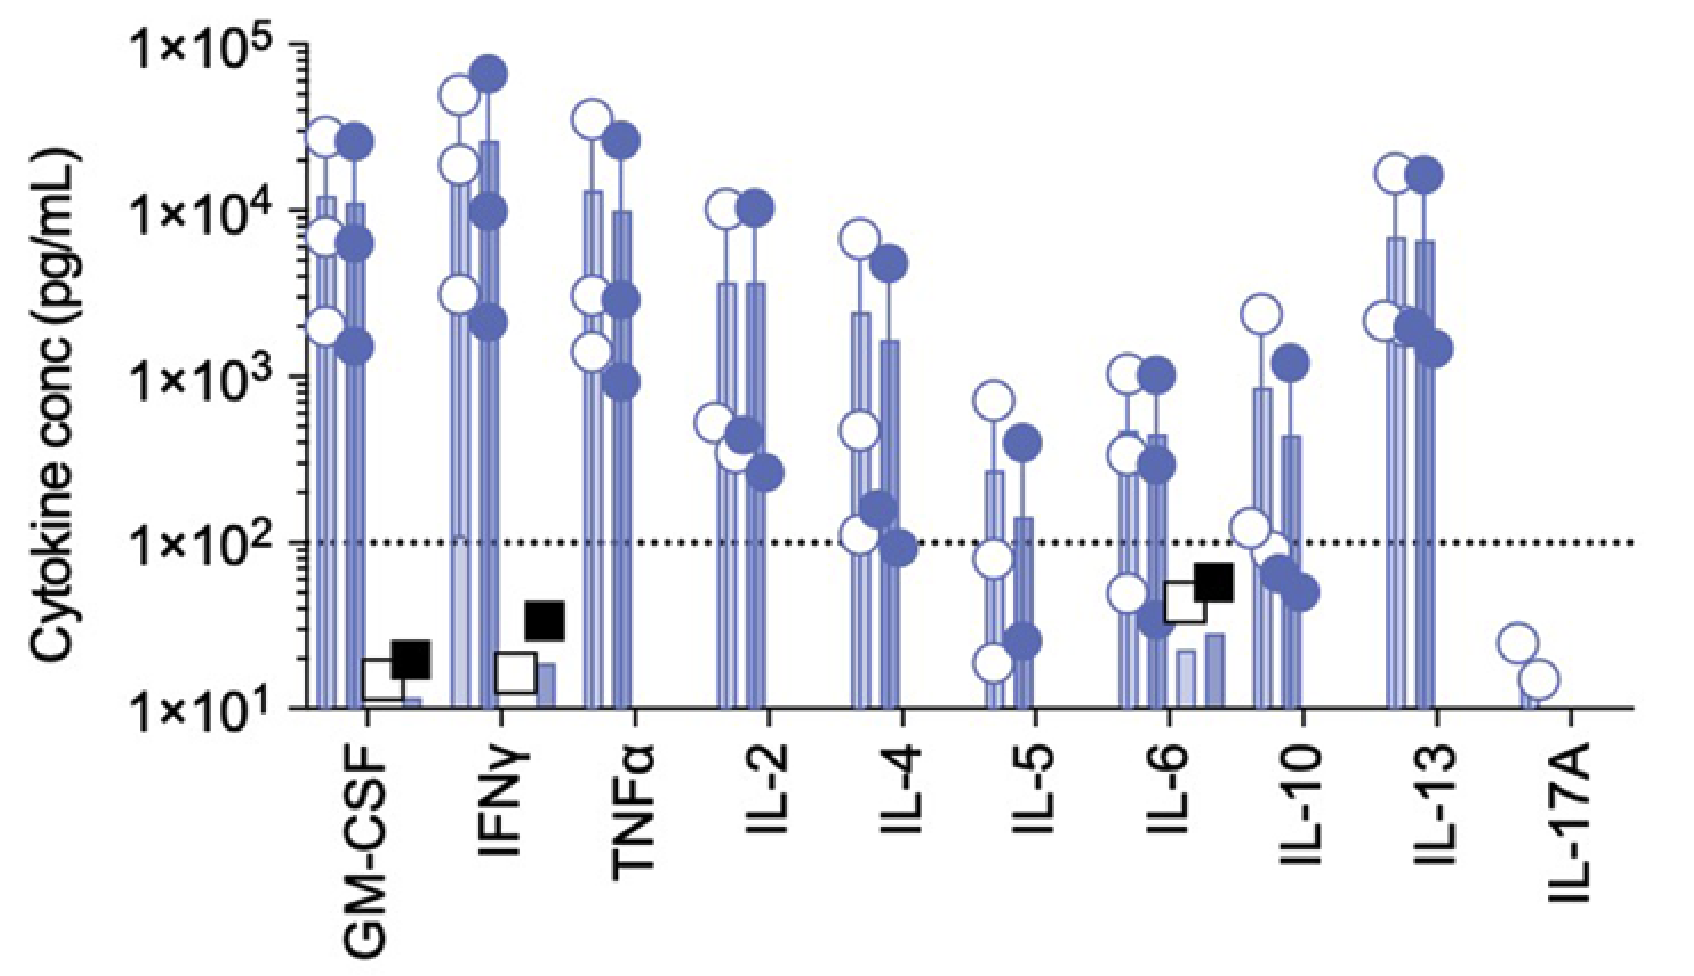 Cytokine conc (pg/mL)
1×10⁵
1×10⁴
1×10³
1×10²
1×10¹
GM-CSF
IFNγ
TNFα
IL-2
IL-4
IL-5
IL-6
IL-10
IL-13
IL-17A